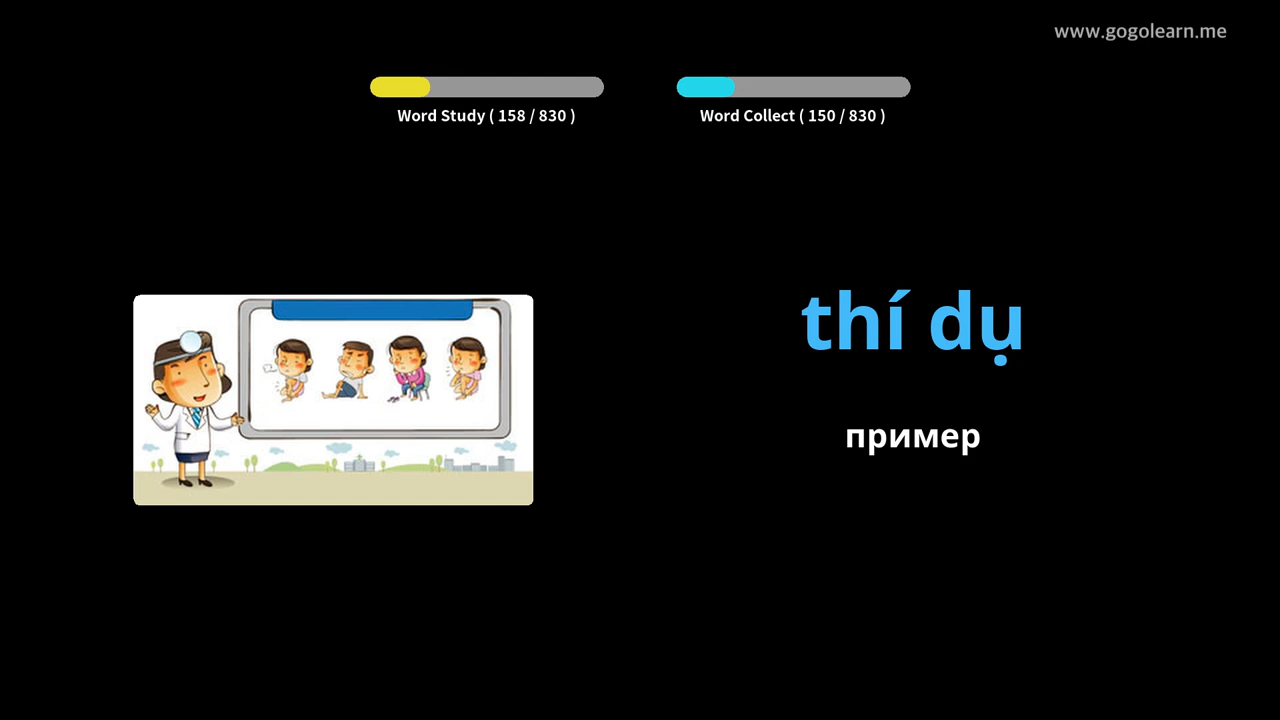 www.gogolearn.me
Word Study ( 158 / 830 )
Word Collect ( 150 / 830 )
thí dụ
пример